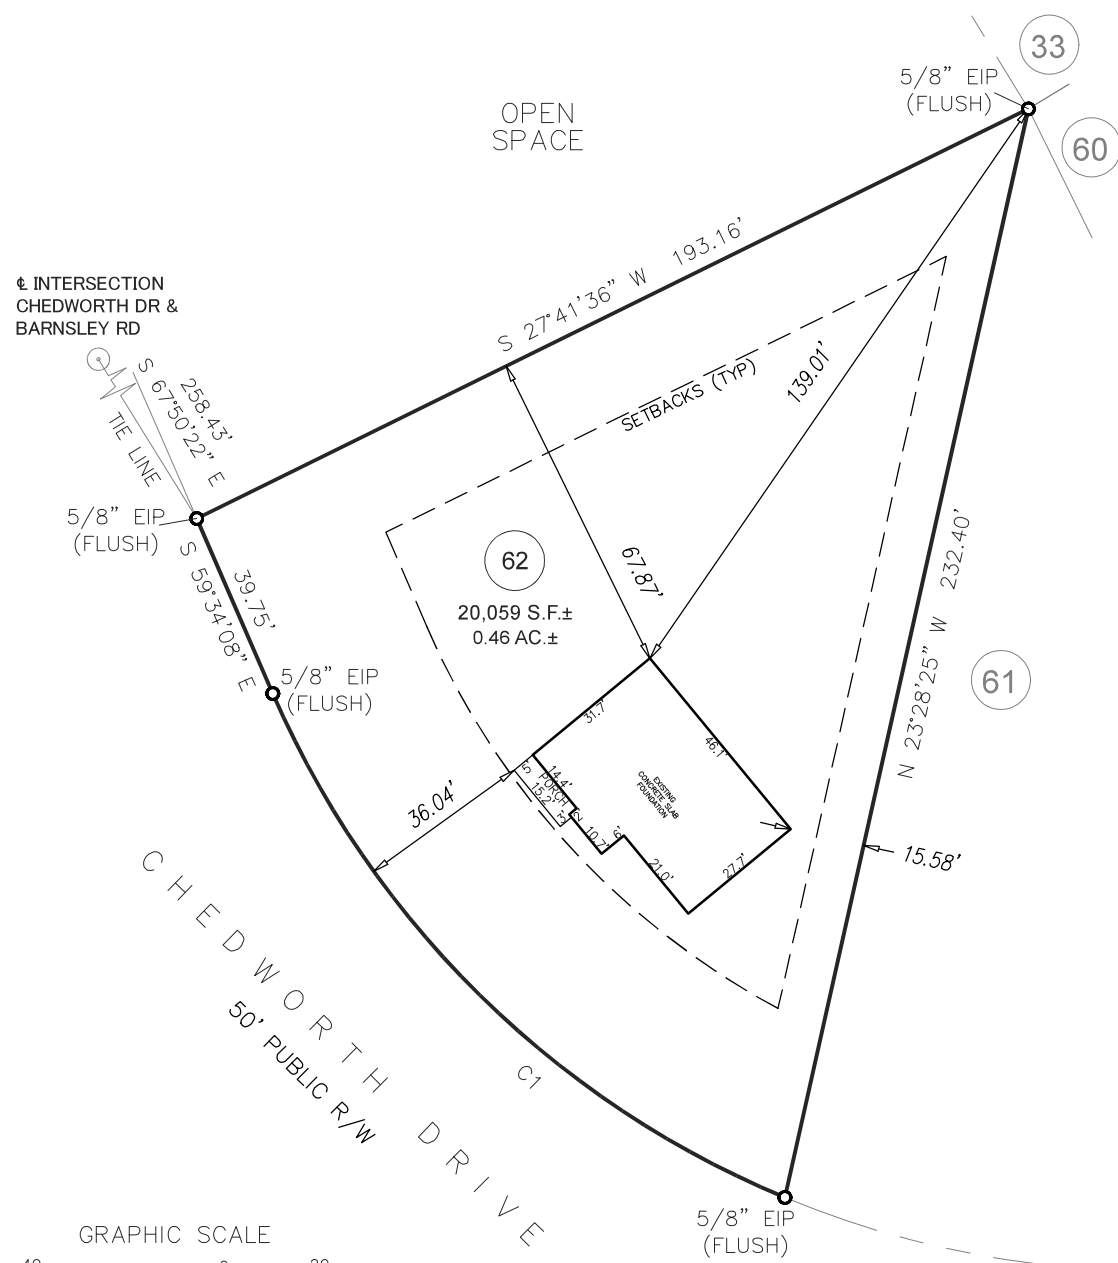 33
5/8" EIP
(FLUSH)
60
OPEN
SPACE
S 27°41'36" W 193.16'
℄ INTERSECTION
CHEDWORTH DR &
BARNSLEY RD
258.43'
S 67°50'22" E
TIE LINE
SETBACKS (TYP)
139.01'
5/8" EIP
(FLUSH)
62
20,059 S.F.±
0.46 AC.±
67.87'
39.75'
S 59°34'08" E
N 23°28'25" W 232.40'
5/8" EIP
(FLUSH)
61
31.7'
46.1'
5
14.4'
PORCH
15.2'
3
2
10.7'
6'
21.0'
27.7'
EXISTING
CONCRETE SLAB
FOUNDATION
36.04'
15.58'
CHEDWORTH DRIVE
50' PUBLIC R/W
C1
5/8" EIP
(FLUSH)
GRAPHIC SCALE